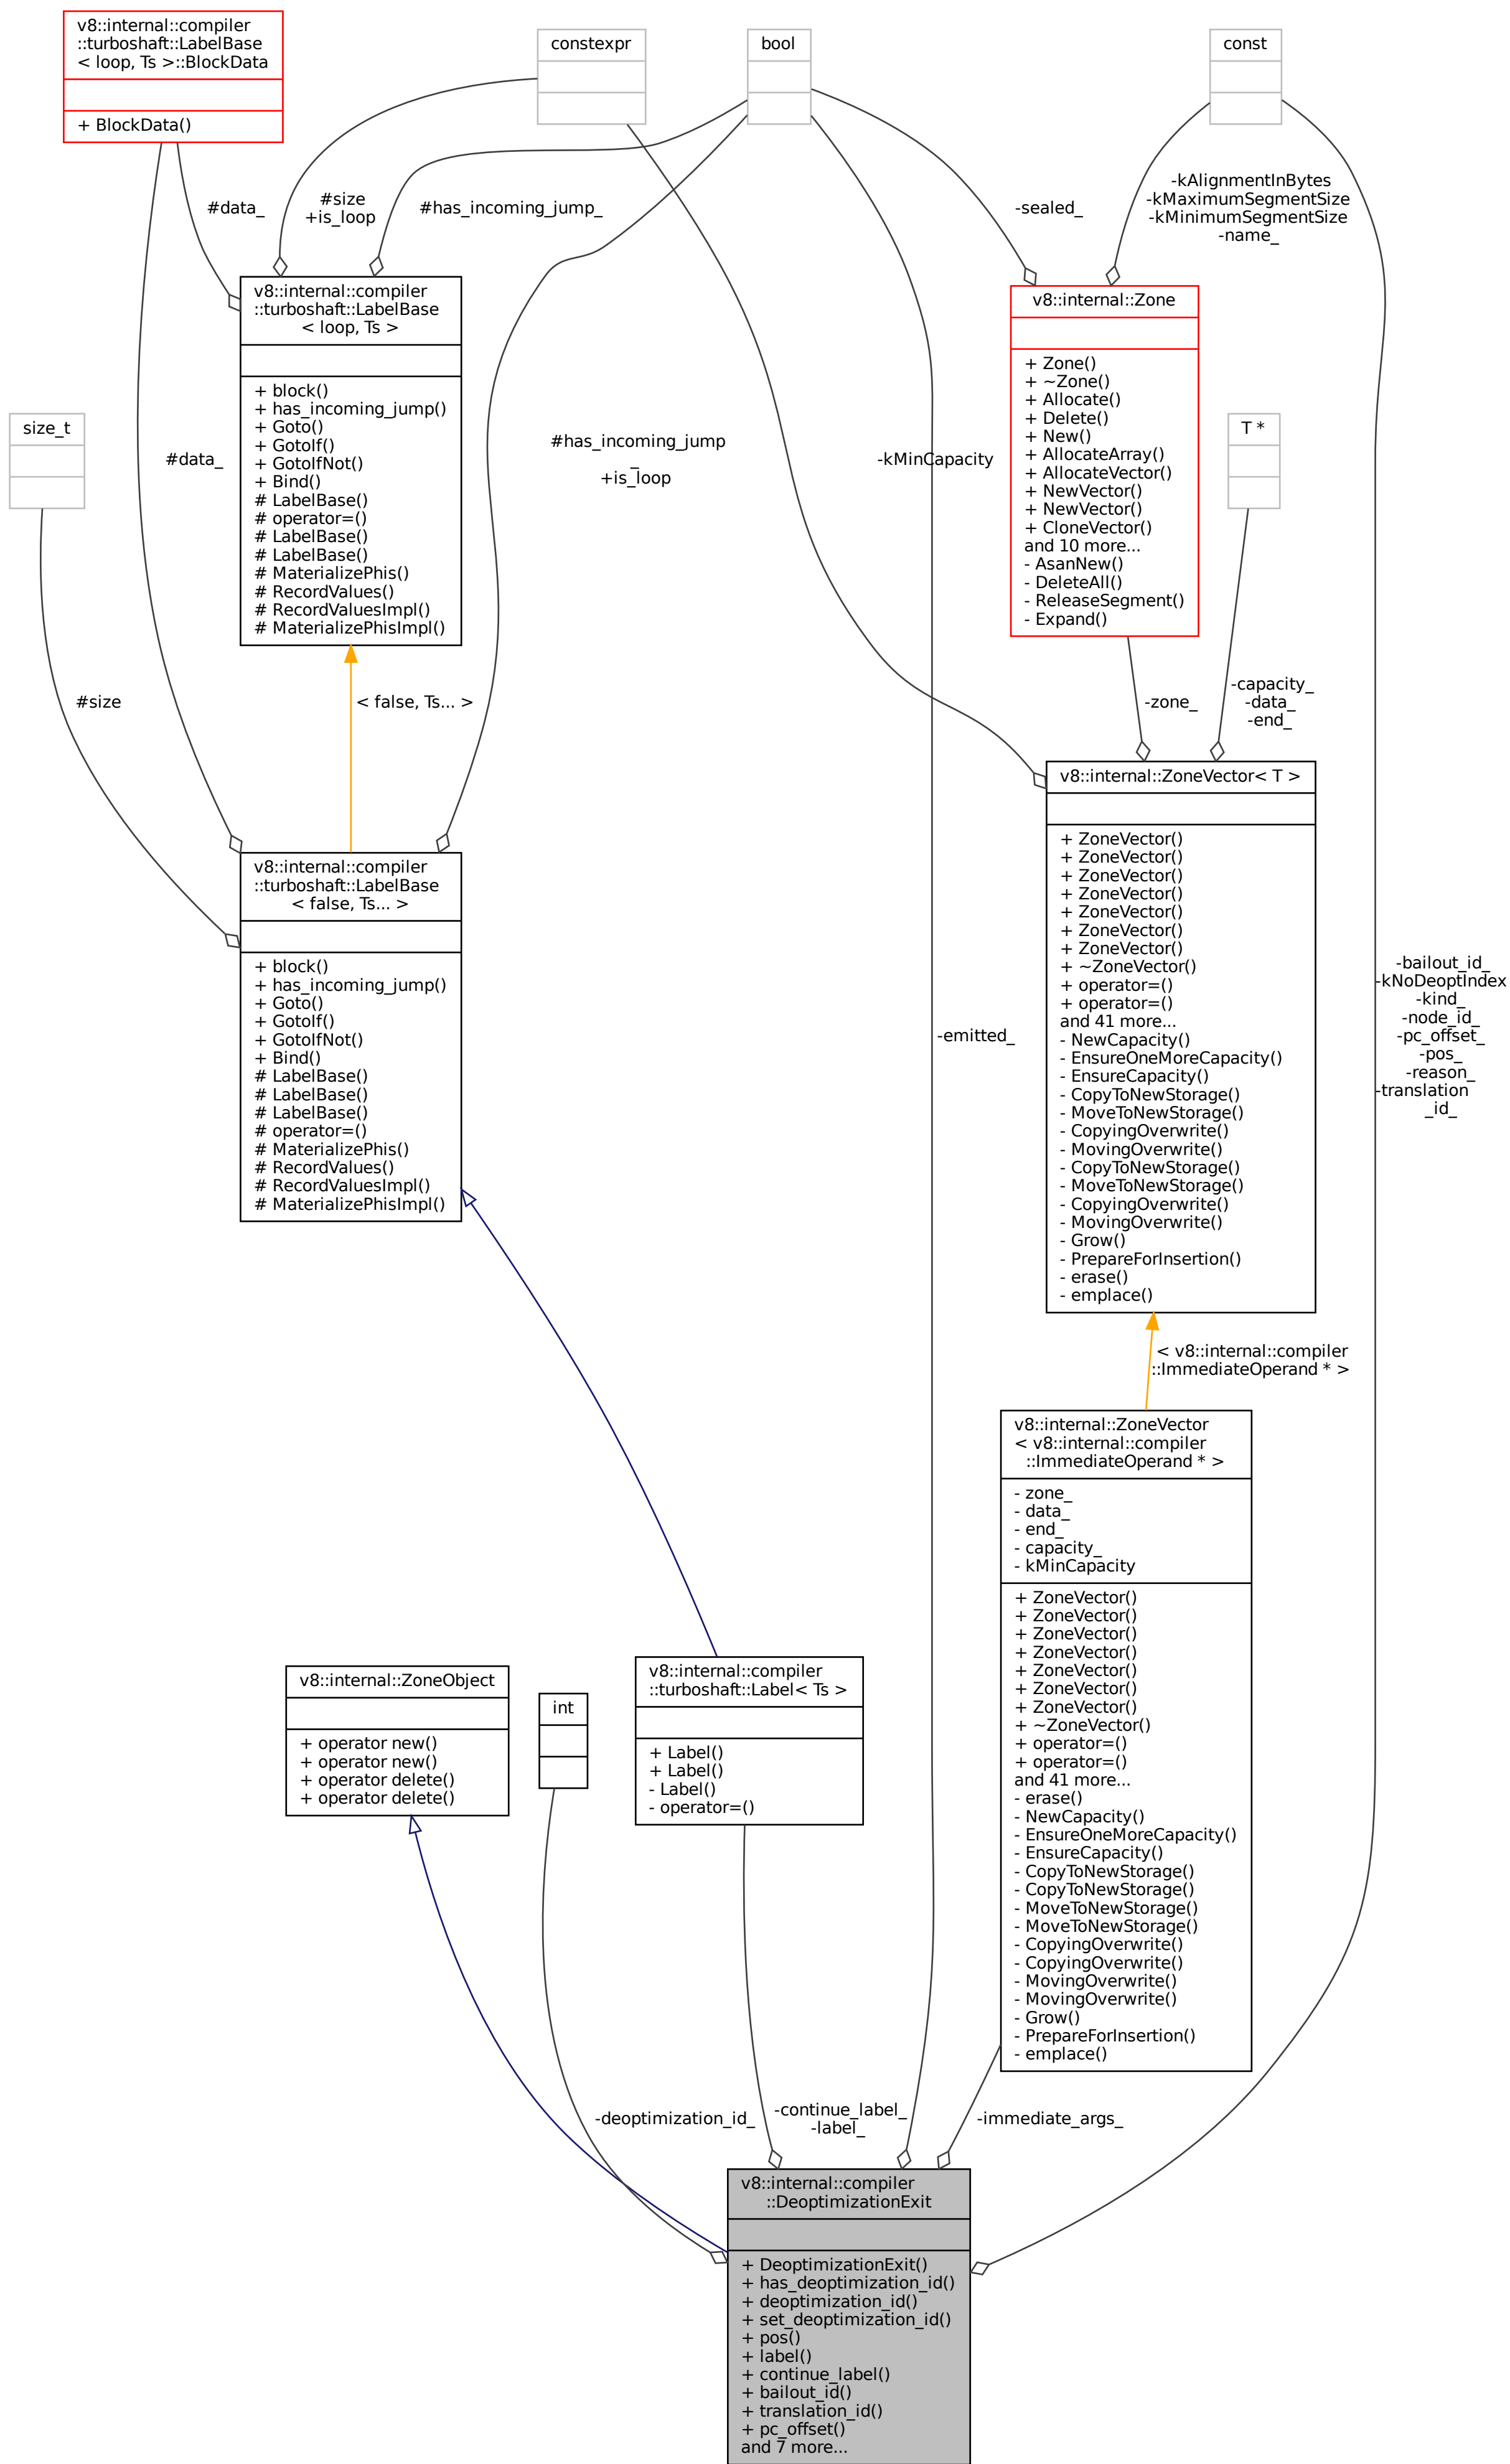 v8::internal::compiler
::turboshaft::LabelBase
< loop, Ts >::BlockData
+ BlockData()
constexpr
bool
const
#data_
#size
+is_loop
#has_incoming_jump_
-sealed_
-kAlignmentInBytes
-kMaximumSegmentSize
-kMinimumSegmentSize
-name_
v8::internal::compiler
::turboshaft::LabelBase
< loop, Ts >
+ block()
+ has_incoming_jump()
+ Goto()
+ GotoIf()
+ GotoIfNot()
+ Bind()
# LabelBase()
# operator=()
# LabelBase()
# LabelBase()
# MaterializePhis()
# RecordValues()
# RecordValuesImpl()
# MaterializePhisImpl()
v8::internal::Zone
+ Zone()
+ ~Zone()
+ Allocate()
+ Delete()
+ New()
+ AllocateArray()
+ AllocateVector()
+ NewVector()
+ NewVector()
+ CloneVector()
and 10 more...
- AsanNew()
- DeleteAll()
- ReleaseSegment()
- Expand()
size_t
T *
#data_
#has_incoming_jump
_
+is_loop
-kMinCapacity
#size
< false, Ts... >
-zone_
-capacity_
-data_
-end_
v8::internal::compiler
::turboshaft::LabelBase
< false, Ts... >
+ block()
+ has_incoming_jump()
+ Goto()
+ GotoIf()
+ GotoIfNot()
+ Bind()
# LabelBase()
# LabelBase()
# LabelBase()
# operator=()
# MaterializePhis()
# RecordValues()
# RecordValuesImpl()
# MaterializePhisImpl()
-emitted_
v8::internal::ZoneVector< T >
+ ZoneVector()
+ ZoneVector()
+ ZoneVector()
+ ZoneVector()
+ ZoneVector()
+ ZoneVector()
+ ZoneVector()
+ ~ZoneVector()
+ operator=()
+ operator=()
and 41 more...
- NewCapacity()
- EnsureOneMoreCapacity()
- EnsureCapacity()
- CopyToNewStorage()
- MoveToNewStorage()
- CopyingOverwrite()
- MovingOverwrite()
- CopyToNewStorage()
- MoveToNewStorage()
- CopyingOverwrite()
- MovingOverwrite()
- Grow()
- PrepareForInsertion()
- erase()
- emplace()
-bailout_id_
-kNoDeoptIndex
-kind_
-node_id_
-pc_offset_
-pos_
-reason_
-translation
_id_
< v8::internal::compiler
::ImmediateOperand * >
v8::internal::ZoneVector
< v8::internal::compiler
::ImmediateOperand * >
- zone_
- data_
- end_
- capacity_
- kMinCapacity
+ ZoneVector()
+ ZoneVector()
+ ZoneVector()
+ ZoneVector()
+ ZoneVector()
+ ZoneVector()
+ ZoneVector()
+ ~ZoneVector()
+ operator=()
+ operator=()
and 41 more...
- erase()
- NewCapacity()
- EnsureOneMoreCapacity()
- EnsureCapacity()
- CopyToNewStorage()
- CopyToNewStorage()
- MoveToNewStorage()
- MoveToNewStorage()
- CopyingOverwrite()
- CopyingOverwrite()
- MovingOverwrite()
- MovingOverwrite()
- Grow()
- PrepareForInsertion()
- emplace()
v8::internal::ZoneObject
+ operator new()
+ operator new()
+ operator delete()
+ operator delete()
int
v8::internal::compiler
::turboshaft::Label< Ts >
+ Label()
+ Label()
- Label()
- operator=()
-deoptimization_id_
-continue_label_
-label_
-immediate_args_
v8::internal::compiler
::DeoptimizationExit
+ DeoptimizationExit()
+ has_deoptimization_id()
+ deoptimization_id()
+ set_deoptimization_id()
+ pos()
+ label()
+ continue_label()
+ bailout_id()
+ translation_id()
+ pc_offset()
and 7 more...